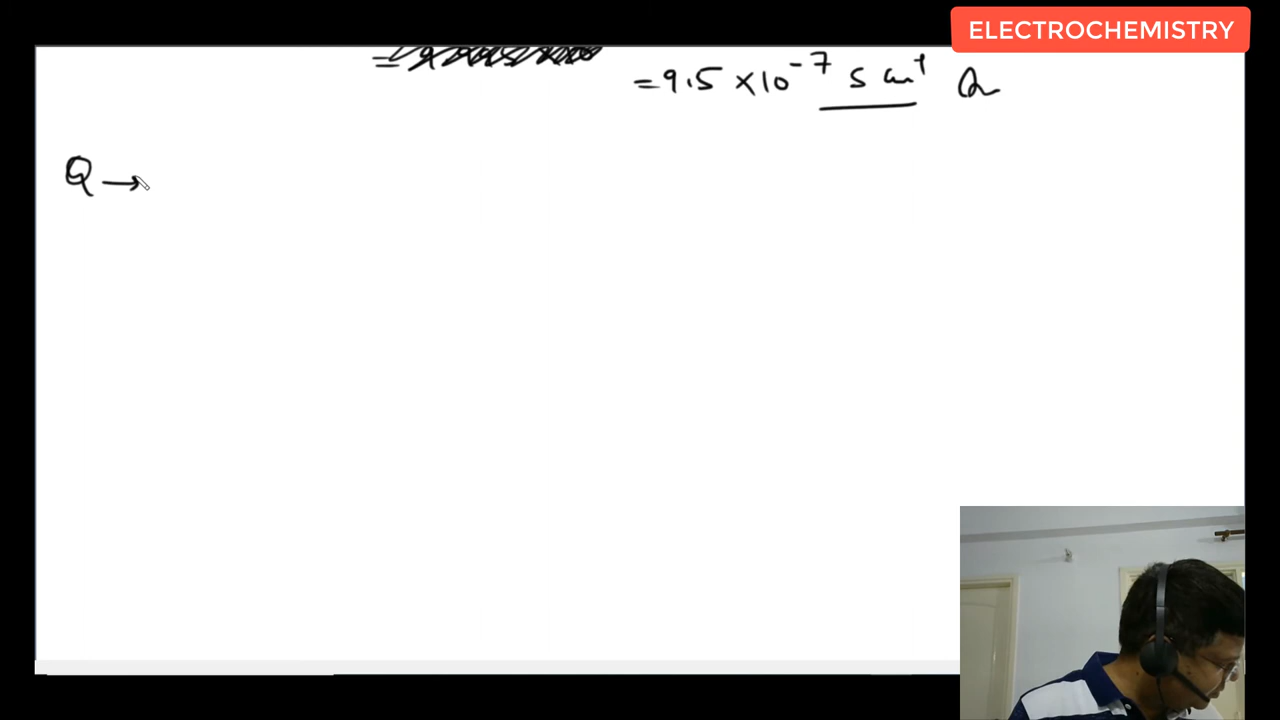 ELECTROCHEMISTRY
=
= 9.5 × 10⁻⁷ S cm⁻¹
Q →